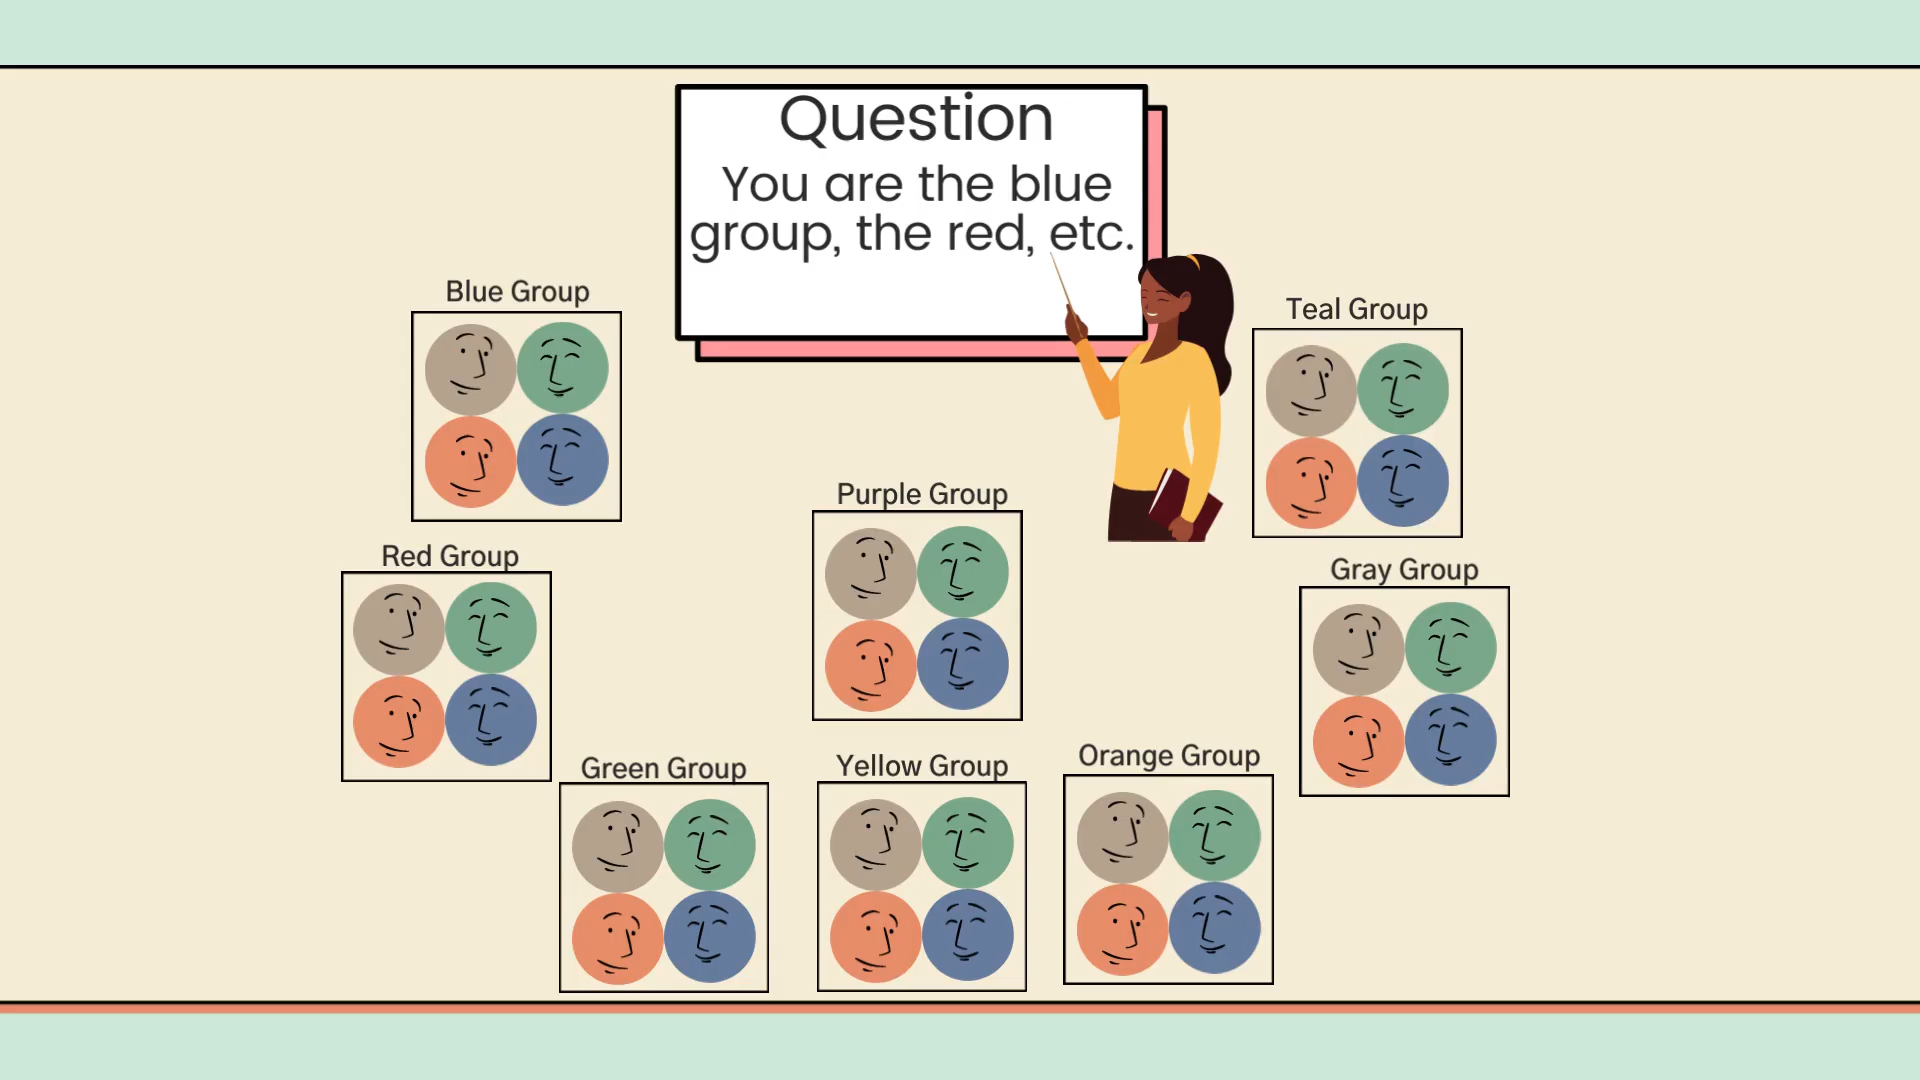 Question
You are the blue
group, the red, etc.
Blue Group
Teal Group
Purple Group
Red Group
Gray Group
Green Group
Yellow Group
Orange Group